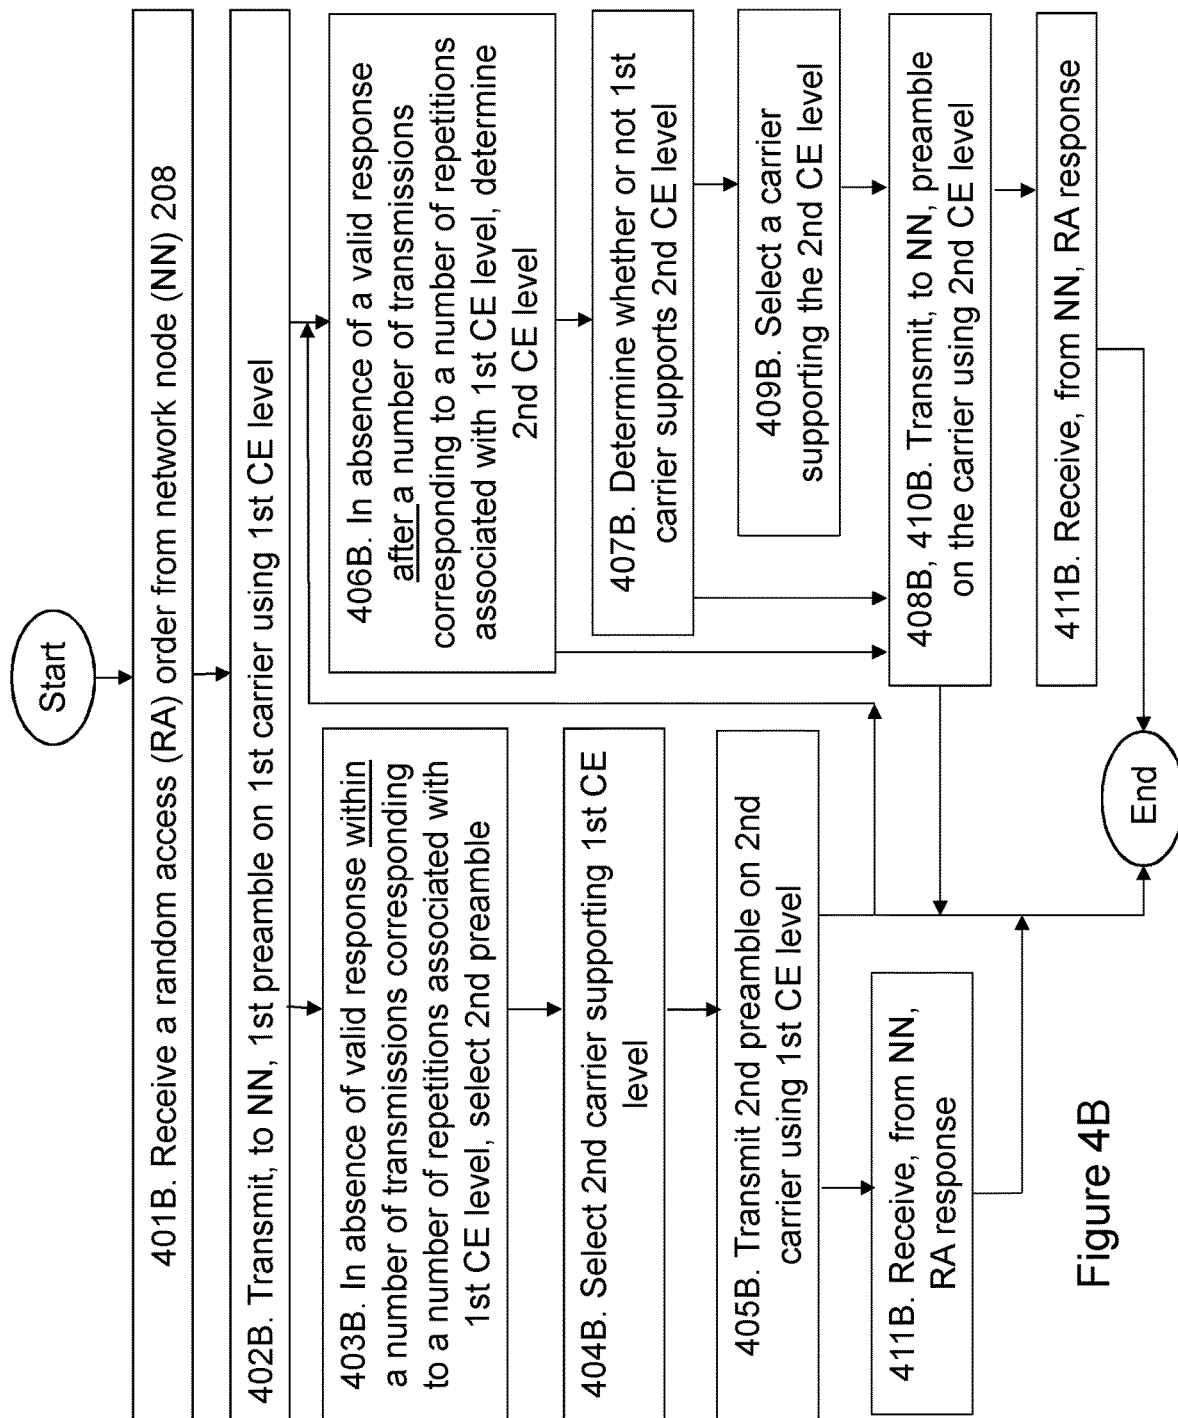 Start
401B. Receive a random access (RA) order from network node (NN) 208
402B. Transmit, to NN, 1st preamble on 1st carrier using 1st CE level
403B. In absence of valid response within
a number of transmissions corresponding
to a number of repetitions associated with
1st CE level, select 2nd preamble
404B. Select 2nd carrier supporting 1st CE
level
405B. Transmit 2nd preamble on 2nd
carrier using 1st CE level
411B. Receive, from NN,
RA response
406B. In absence of a valid response
after a number of transmissions
corresponding to a number of repetitions
associated with 1st CE level, determine
2nd CE level
407B. Determine whether or not 1st
carrier supports 2nd CE level
409B. Select a carrier
supporting the 2nd CE level
408B, 410B. Transmit, to NN, preamble
on the carrier using 2nd CE level
411B. Receive, from NN, RA response
End
Figure 4B